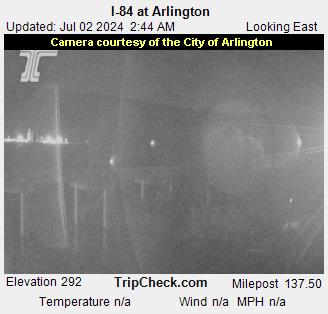 I-84 at Arlington
Updated: Jul 02 2024 2:44 AM Looking East
Camera courtesy of the City of Arlington
Elevation 292 TripCheck.com Milepost 137.50
Temperature n/a Wind n/a MPH n/a